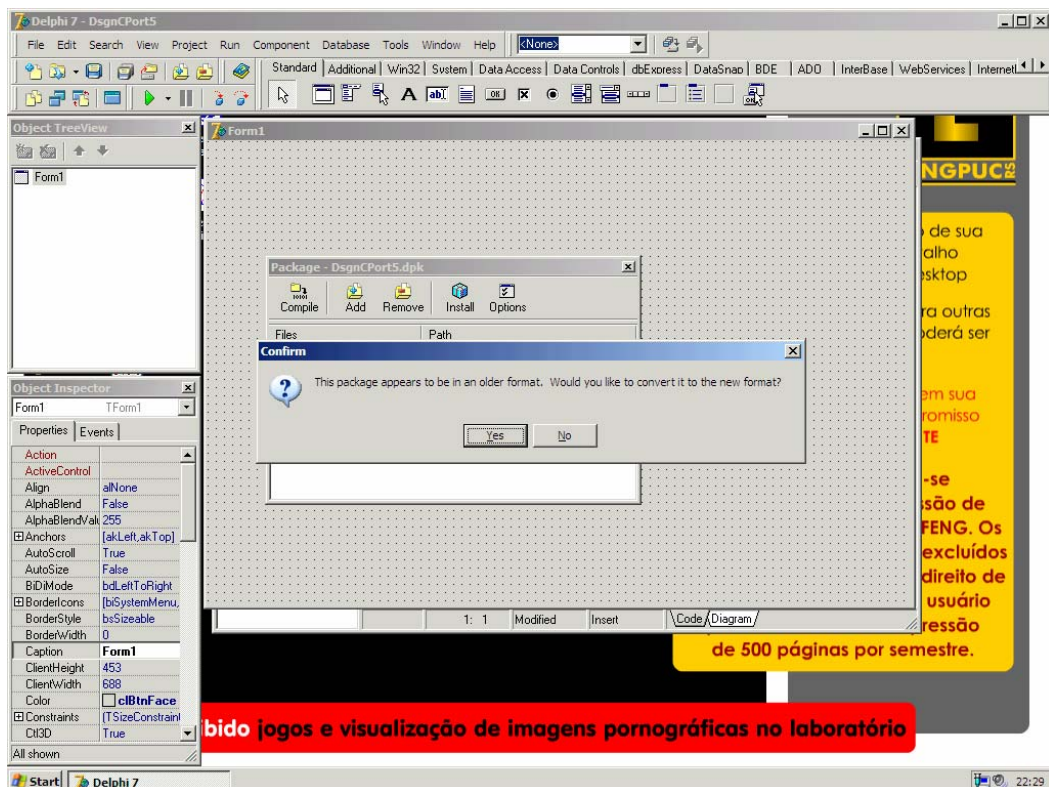 Delphi 7 - DsgnCPort5
File Edit Search View Project Run Component Database Tools Window Help <None>
Standard Additional Win32 System Data Access Data Controls dbExpress DataSnap BDE ADO InterBase WebServices
Object TreeView
Form1
Form1
NGPUCRS
de sua
alho
sktop
ra outras
oderá ser
em sua
romisso
TE
-se
são de
FENG. Os
excluídos
direito de
usuário
ressão
de 500 páginas por semestre.
Package - DsgnCPort5.dpk
Compile Add Remove Install Options
Files Path
Confirm
This package appears to be in an older format. Would you like to convert it to the new format?
Yes No
Object Inspector
Form1 TForm1
Properties Events
Action
ActiveControl
Align alNone
AlphaBlend False
AlphaBlendValu 255
Anchors [akLeft,akTop]
AutoScroll True
AutoSize False
BiDiMode bdLeftToRight
BorderIcons [biSystemMenu,
BorderStyle bsSizeable
BorderWidth 0
Caption Form1
ClientHeight 453
ClientWidth 688
Color clBtnFace
Constraints (TSizeConstraint
Ctl3D True
All shown
1: 1 Modified Insert Code Diagram
ibido jogos e visualização de imagens pornográficas no laboratório
Start Delphi 7 22:29